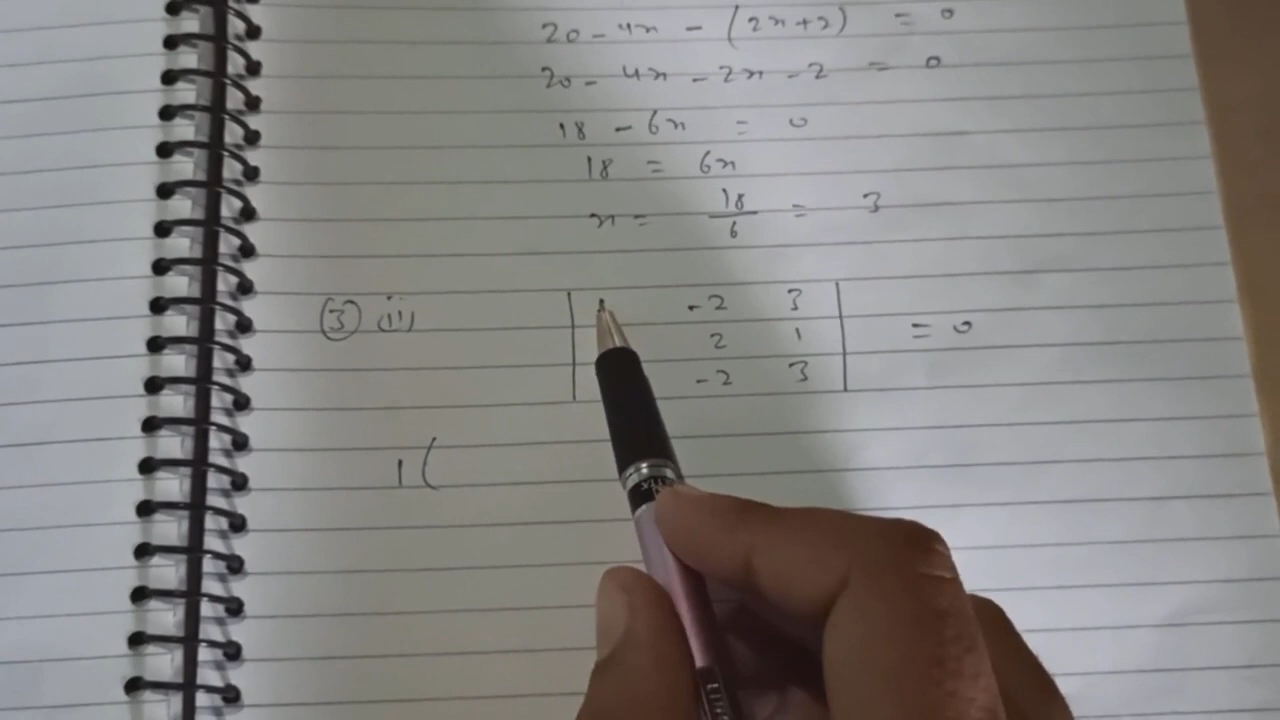 20 - 4x - (2x+2) = 0
20 - 4x - 2x - 2 = 0
18 - 6x = 0
18 = 6x
x = 18/6 = 3
③ (ii) | -2 3 | = 0
2 1
-2 3
1 (